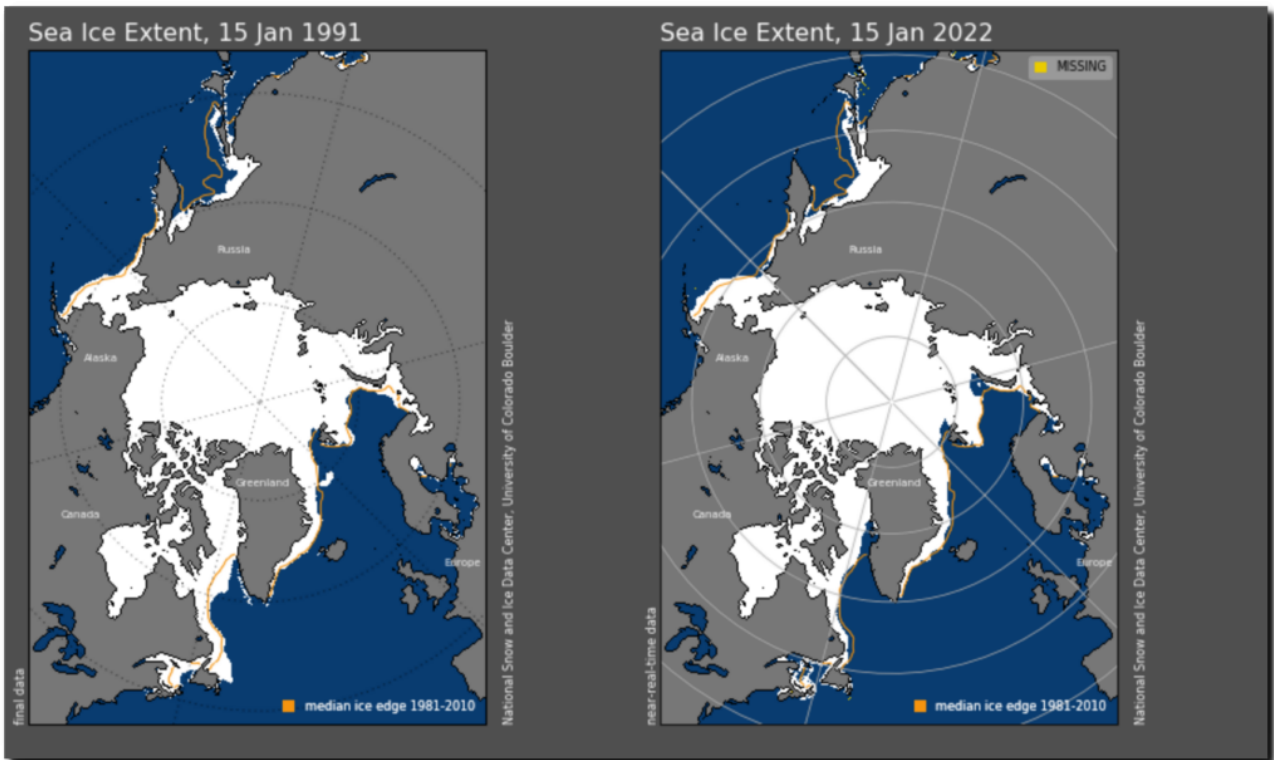 Sea Ice Extent, 15 Jan 1991
Russia
Alaska
Greenland
Canada
Europe
median ice edge 1981-2010
final data
National Snow and Ice Data Center, University of Colorado Boulder
Sea Ice Extent, 15 Jan 2022
MISSING
Russia
Alaska
Greenland
Canada
Europe
median ice edge 1981-2010
near-real-time data
National Snow and Ice Data Center, University of Colorado Boulder